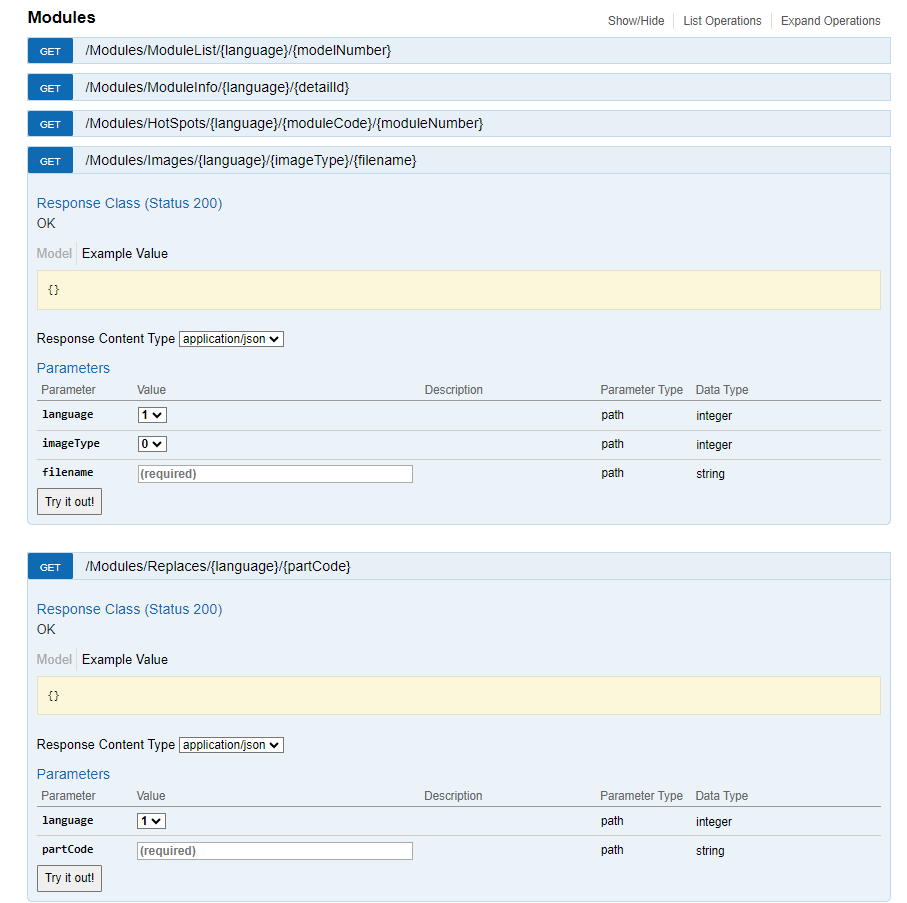 Modules
Show/Hide
List Operations
Expand Operations
GET /Modules/ModuleList/{language}/{modelNumber}
GET /Modules/ModuleInfo/{language}/{detailId}
GET /Modules/HotSpots/{language}/{moduleCode}/{moduleNumber}
GET /Modules/Images/{language}/{imageType}/{filename}
Response Class (Status 200)
OK
Model Example Value
{}
Response Content Type application/json
Parameters
Parameter Value Description Parameter Type Data Type
language 1 path integer
imageType 0 path integer
filename (required) path string
Try it out!
GET /Modules/Replaces/{language}/{partCode}
Response Class (Status 200)
OK
Model Example Value
{}
Response Content Type application/json
Parameters
Parameter Value Description Parameter Type Data Type
language 1 path integer
partCode (required) path string
Try it out!